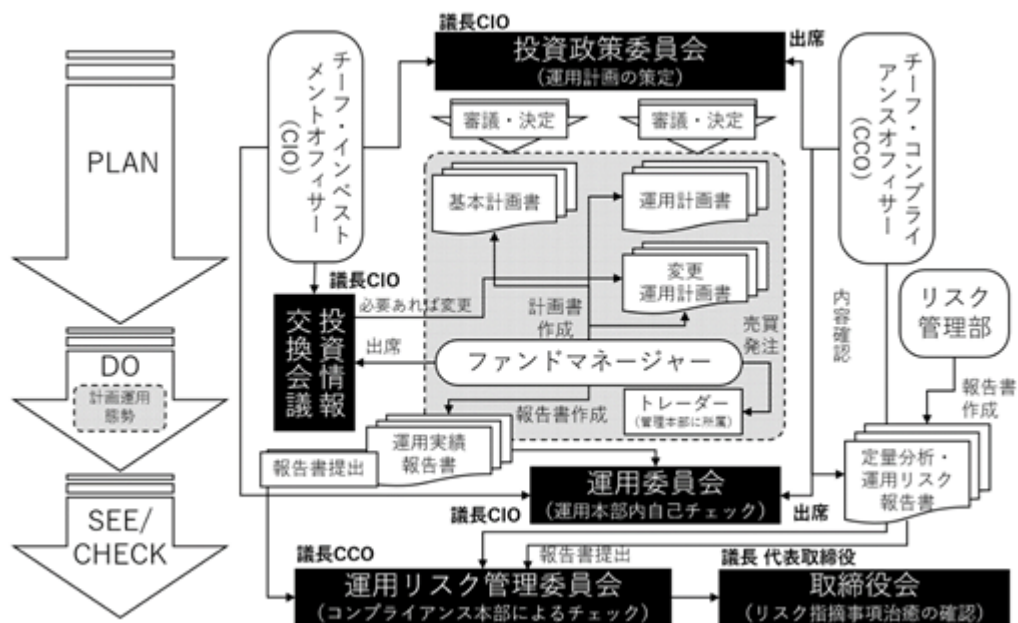 議長CIO
投資政策委員会
(運用計画の策定)
出席
チーフ・インベスト
メントオフィサー
(CIO)
チーフ・コンプライ
アンスオフィサー
(CCO)
PLAN
審議・決定
審議・決定
基本計画書
運用計画書
変更
運用計画書
議長CIO
必要あれば変更
計画書
作成
売買
発注
内容確認
リスク
管理部
投資情報
交換会議
出席
ファンドマネージャー
DO
計画運用
態勢
報告書作成
トレーダー
(管理本部に所属)
報告書
作成
運用実績
報告書
報告書提出
定量分析・
運用リスク
報告書
運用委員会
(運用本部内自己チェック)
議長CIO
出席
SEE/
CHECK
議長CCO
報告書提出
議長 代表取締役
運用リスク管理委員会
(コンプライアンス本部によるチェック)
取締役会
(リスク指摘事項治癒の確認)